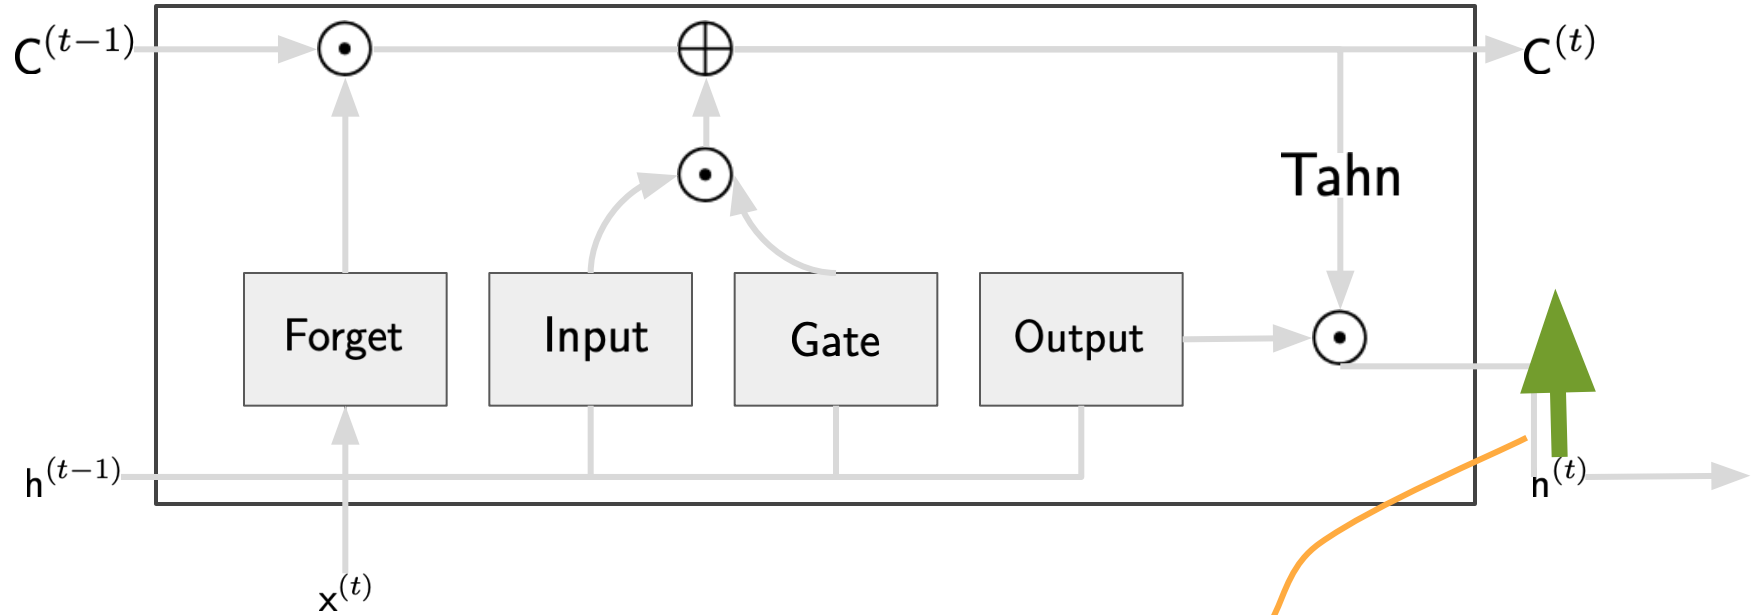 C^(t−1)
C^(t)
Tahn
Forget
Input
Gate
Output
h^(t−1)
h^(t)
x^(t)